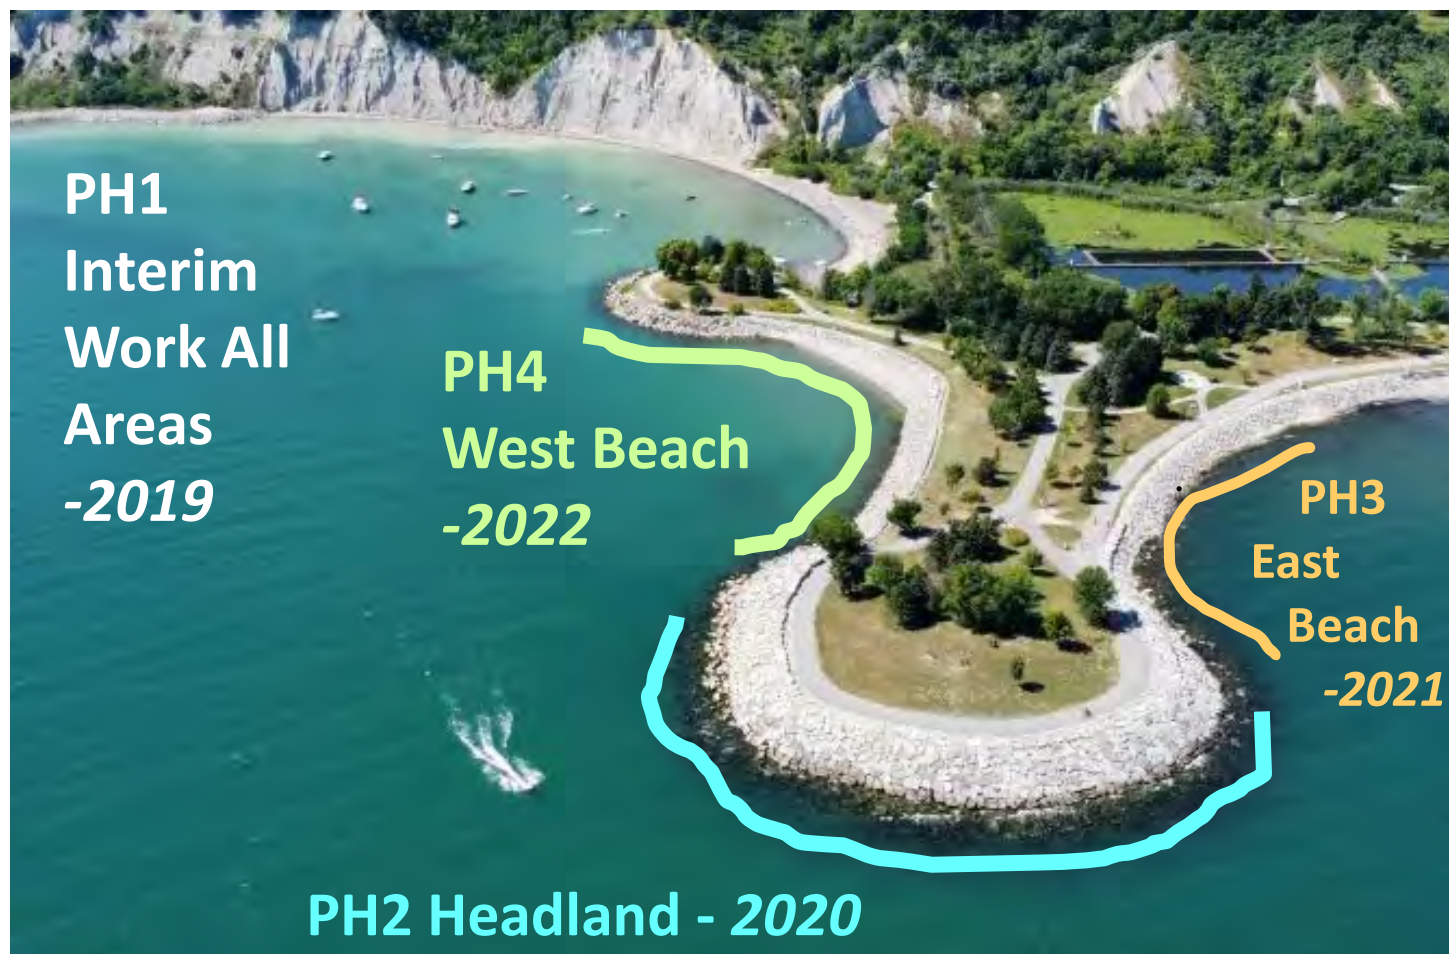 PH1
Interim
Work All
Areas
-2019
PH4
West Beach
-2022
PH3
East
Beach
-2021
PH2 Headland - 2020